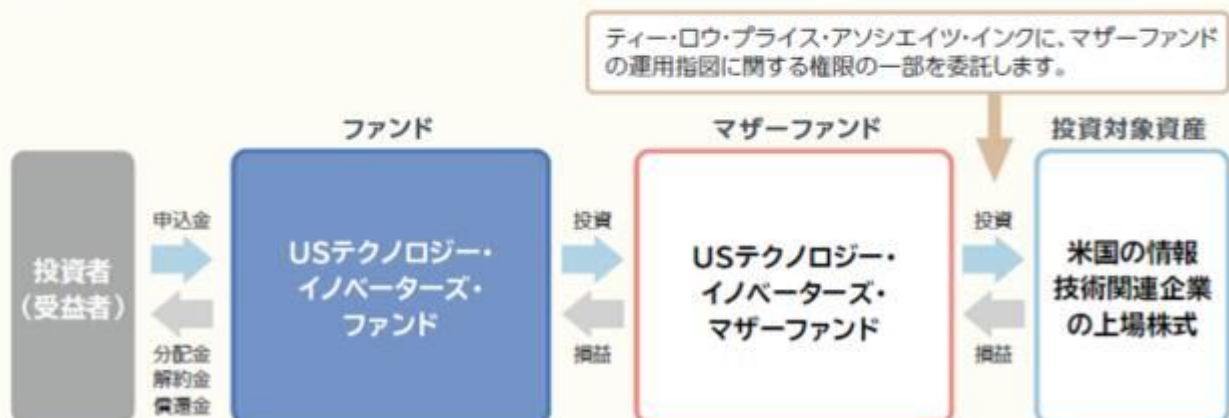 ティー・ロウ・プライス・アソシエイツ・インクに、マザーファンド
の運用指図に関する権限の一部を委託します。
ファンド
マザーファンド
投資対象資産
投資者
(受益者)
申込金
分配金
解約金
償還金
USテクノロジー・
イノベーターズ・
ファンド
投資
損益
USテクノロジー・
イノベーターズ・
マザーファンド
投資
損益
米国の情報
技術関連企業
の上場株式